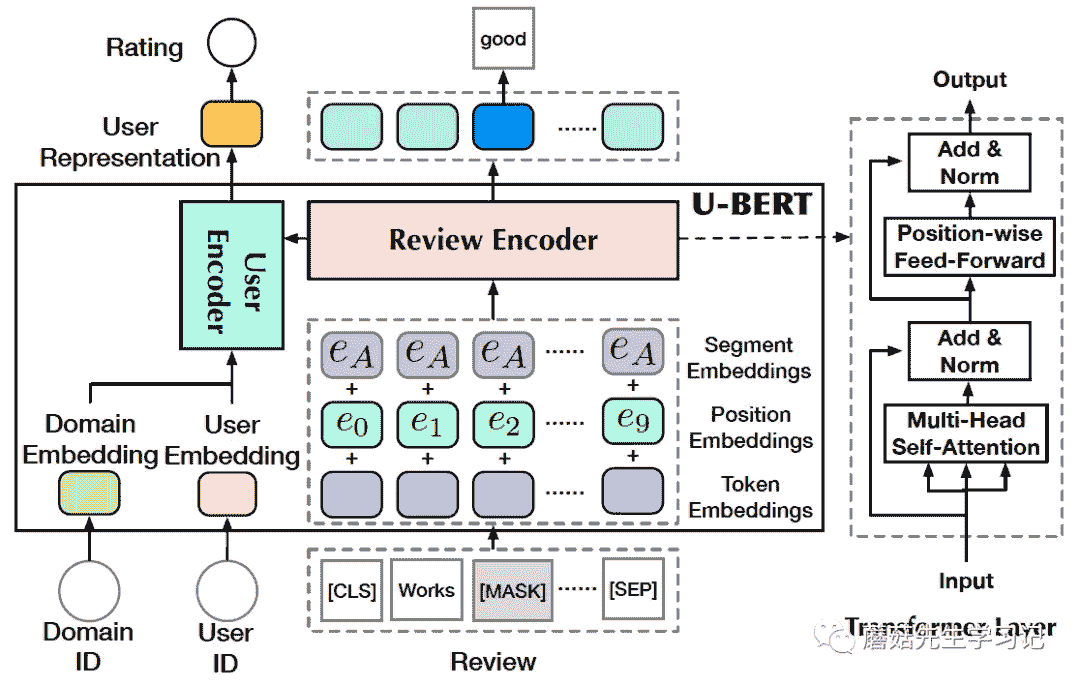 Rating
good
User
Representation
Output
Add &
Norm
Position-wise
Feed-Forward
Add &
Norm
Multi-Head
Self-Attention
Input
Transformer Layer
U-BERT
User
Encoder
Review Encoder
e_A e_A e_A ...... e_A
Segment
Embeddings
+ + + +
e_0 e_1 e_2 ...... e_9
Position
Embeddings
+ + + +
......
Token
Embeddings
Domain
Embedding
User
Embedding
[CLS] Works [MASK] ...... [SEP]
Domain
ID
User
ID
Review
蘑菇先生学习记